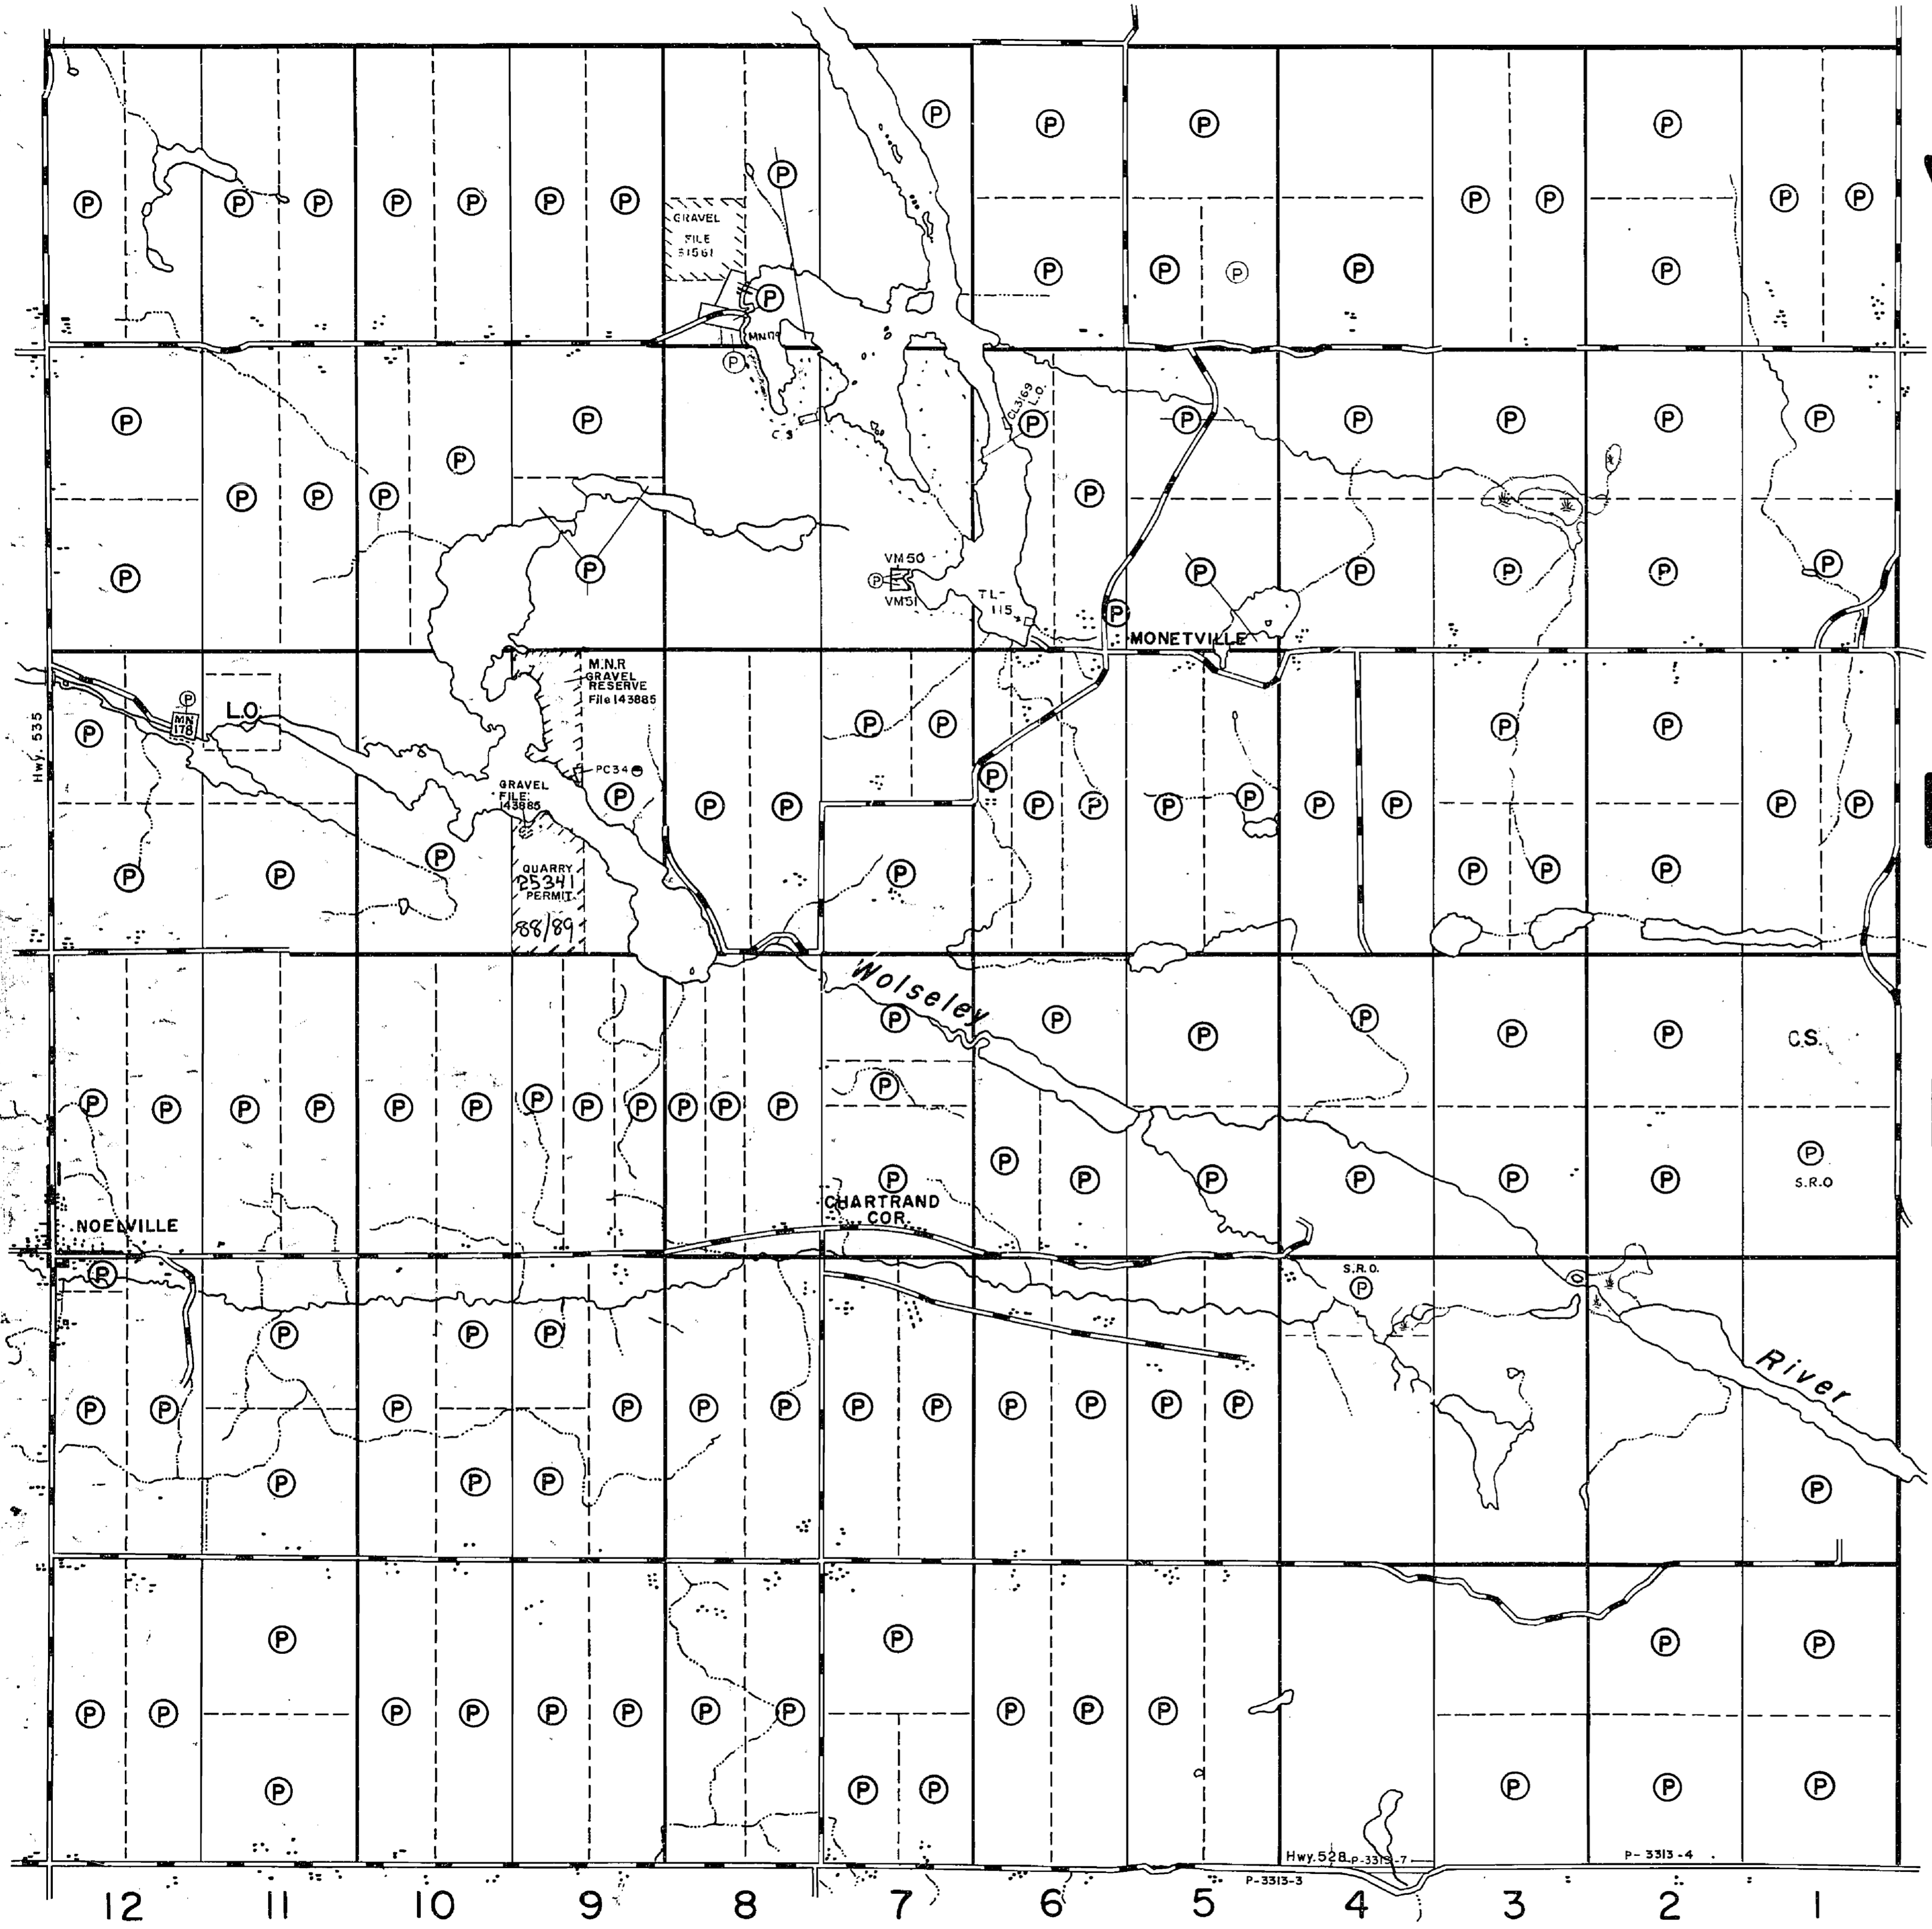 P
P P P
P
P P P P P P P P P P P
GRAVEL
FILE
31561
P P P P P
P
MN179
P
CL3169
L.O.
P P P P P P P P
C S
P
P P P P
VM50
P P P P P P P P
VM51
TL-
115
P
MONETVILLE
M.N.R
GRAVEL
RESERVE
File 143885
P
MN
178
L.O.
P P P P P
Hwy. 535
PC34
P
GRAVEL
FILE
143885
P P P P P P P P P P P
P
QUARRY
25341
PERMIT
88/89
P P P P P P
Wolseley
P P P P P P
C.S.
P
P P P P P P P P P P P P
P
P P P P P P P
S.R.O
CHARTRAND
COR.
NOELVILLE
P
S.R.O.
P
P P P
River
P P P P P P P P P P P P
P P P P
P P P P
P P P P P P P P P P P
P P P P P P
Hwy. 528
P-3313-7
P-3313-4
P-3313-3
12 11 10 9 8 7 6 5 4 3 2 1